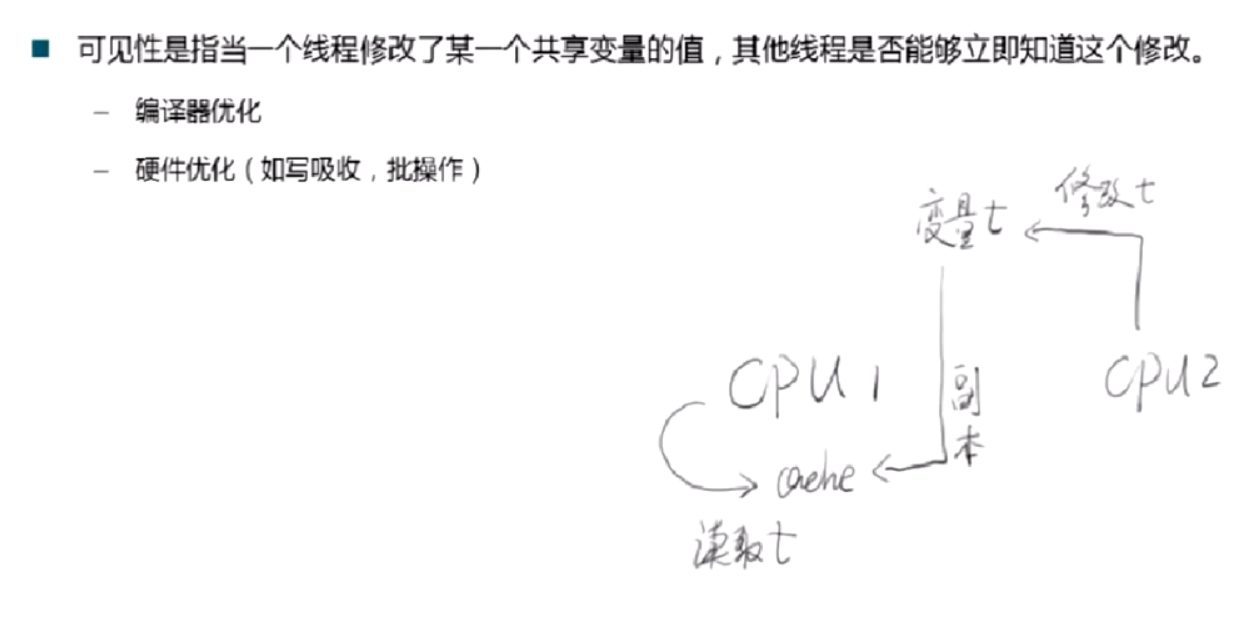 ■ 可见性是指当一个线程修改了某一个共享变量的值，其他线程是否能够立即知道这个修改。
– 编译器优化
– 硬件优化（如写吸收，批操作）
修改t
变量t
CPU1
副本
CPU2
cache
读取t